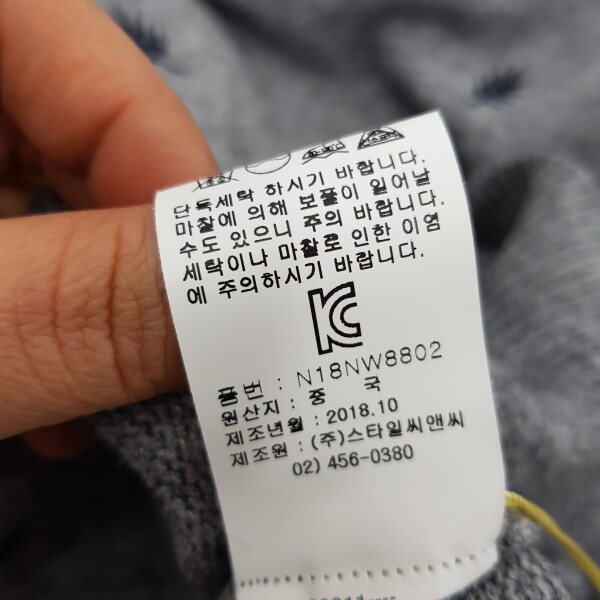 단독세탁 하시기 바랍니다.
마찰에 의해 보풀이 일어날
수도 있으니 주의 바랍니다.
세탁이나 마찰로 인한 이염
에 주의하시기 바랍니다.
KC
품 번 : N18NW8802
원산지 : 중 국
제조년월 : 2018.10
제조원 : (주)스타일씨앤씨
02) 456-0380